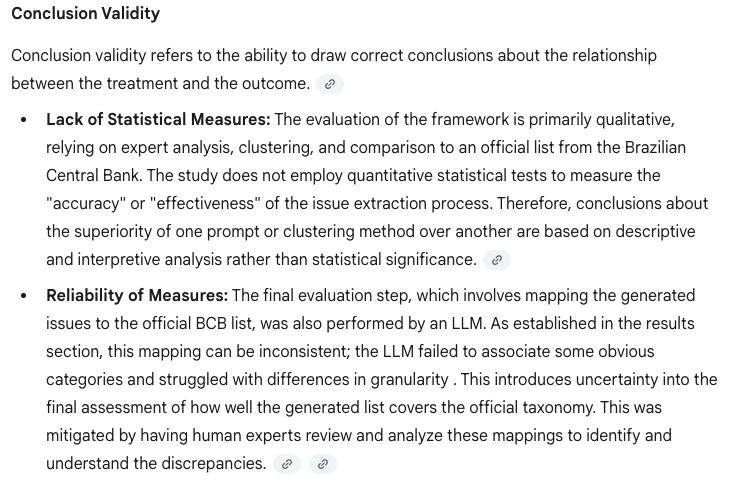 Conclusion Validity
Conclusion validity refers to the ability to draw correct conclusions about the relationship
between the treatment and the outcome.
• Lack of Statistical Measures: The evaluation of the framework is primarily qualitative,
relying on expert analysis, clustering, and comparison to an official list from the Brazilian
Central Bank. The study does not employ quantitative statistical tests to measure the
"accuracy" or "effectiveness" of the issue extraction process. Therefore, conclusions about
the superiority of one prompt or clustering method over another are based on descriptive
and interpretive analysis rather than statistical significance.
• Reliability of Measures: The final evaluation step, which involves mapping the generated
issues to the official BCB list, was also performed by an LLM. As established in the results
section, this mapping can be inconsistent; the LLM failed to associate some obvious
categories and struggled with differences in granularity . This introduces uncertainty into the
final assessment of how well the generated list covers the official taxonomy. This was
mitigated by having human experts review and analyze these mappings to identify and
understand the discrepancies.